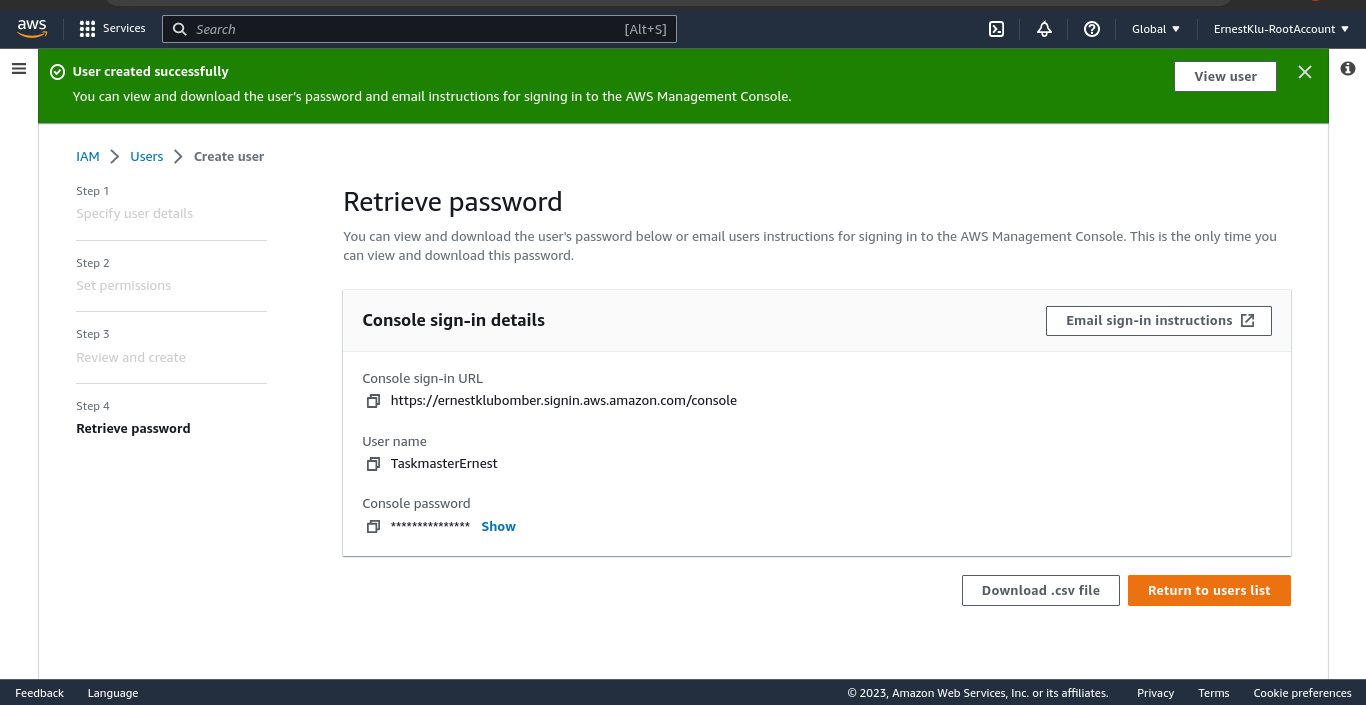 aws
Services
Search
[Alt+S]
Global
ErnestKlu-RootAccount
User created successfully
You can view and download the user's password and email instructions for signing in to the AWS Management Console.
View user
IAM
Users
Create user
Step 1
Specify user details
Step 2
Set permissions
Step 3
Review and create
Step 4
Retrieve password
Retrieve password
You can view and download the user's password below or email users instructions for signing in to the AWS Management Console. This is the only time you
can view and download this password.
Console sign-in details
Email sign-in instructions
Console sign-in URL
https://ernestklubomber.signin.aws.amazon.com/console
User name
TaskmasterErnest
Console password
*************** Show
Download .csv file
Return to users list
Feedback
Language
© 2023, Amazon Web Services, Inc. or its affiliates.
Privacy
Terms
Cookie preferences